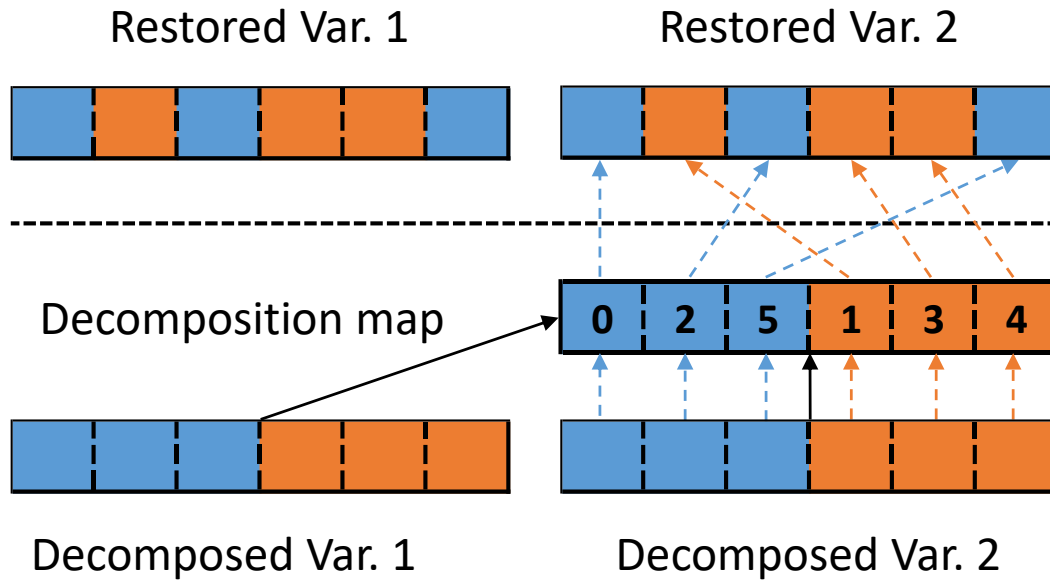 Restored Var. 1
Restored Var. 2
Decomposition map
0 2 5 1 3 4
Decomposed Var. 1
Decomposed Var. 2